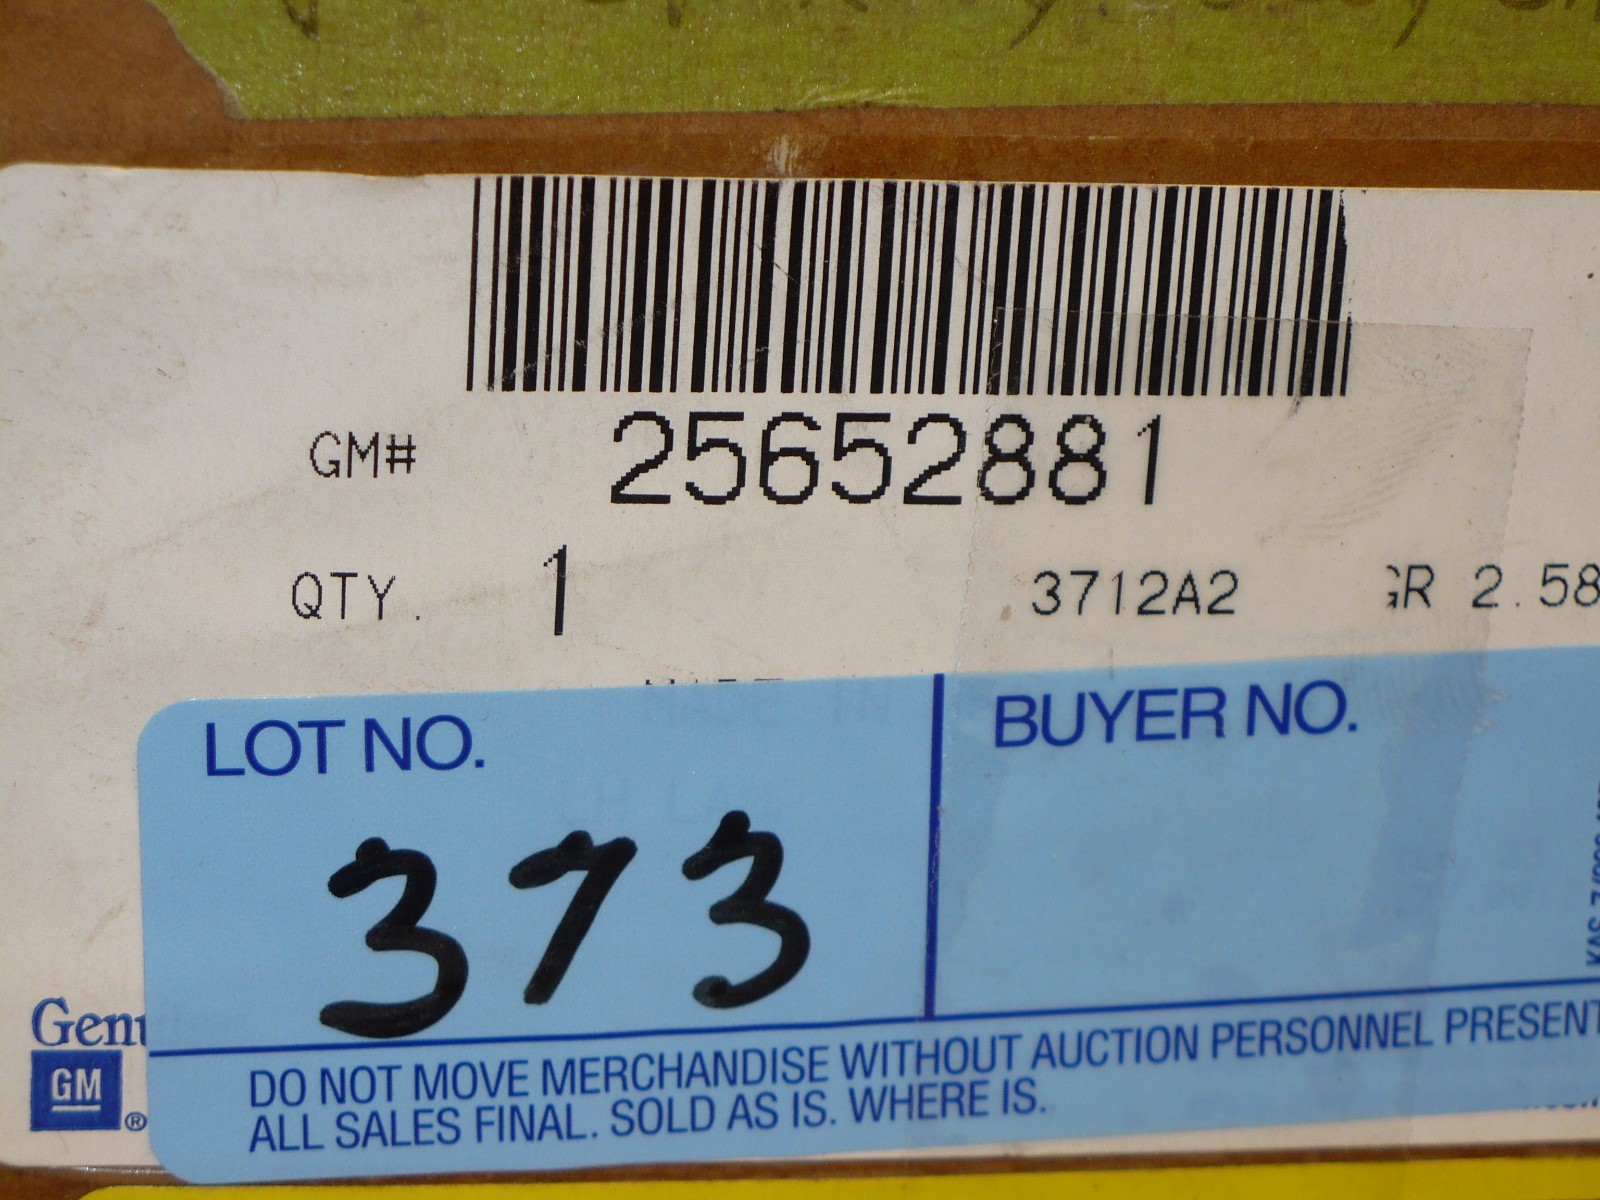 GM# 25652881
QTY. 1 3712A2 GR 2.58
LOT NO. BUYER NO.
373
Genuine
GM®
DO NOT MOVE MERCHANDISE WITHOUT AUCTION PERSONNEL PRESENT
ALL SALES FINAL. SOLD AS IS. WHERE IS.